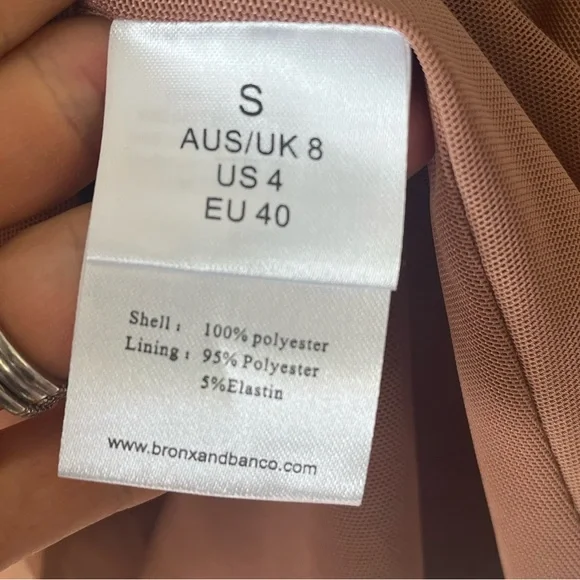 S
AUS/UK 8
US 4
EU 40
Shell: 100% polyester
Lining: 95% Polyester
5%Elastin
www.bronxandbanco.com